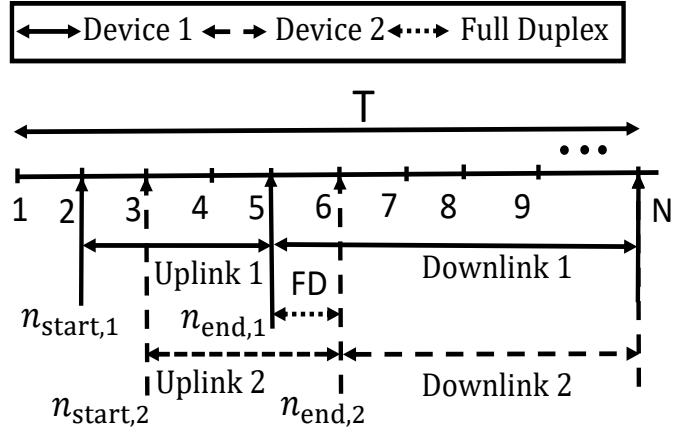 Device 1 Device 2 Full Duplex
T
...
1 2 3 4 5 6 7 8 9 N
Uplink 1 Downlink 1
FD
n_start,1 n_end,1
Uplink 2 Downlink 2
n_start,2 n_end,2